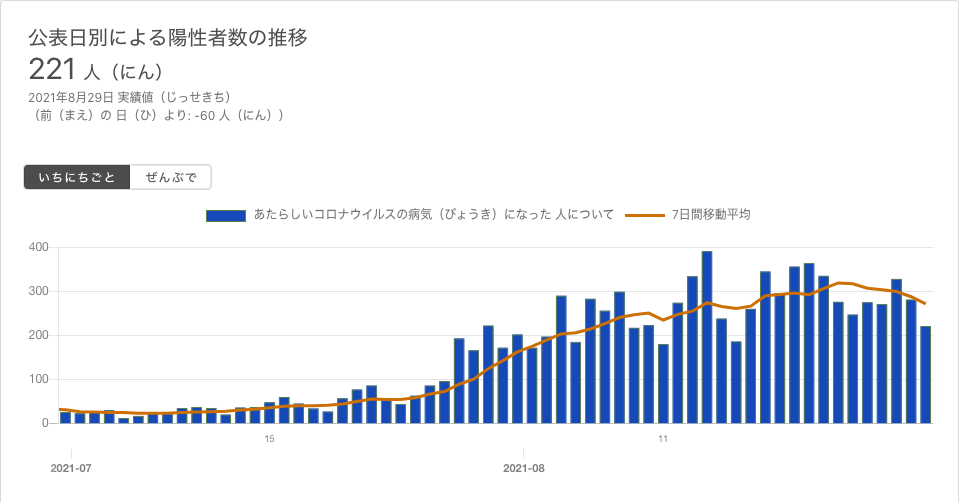 公表日別による陽性者数の推移
221 人（にん）
2021年8月29日 実績値（じっせきち）
（前（まえ）の 日（ひ）より: -60 人（にん））
いちにちごと ぜんぶで
あたらしいコロナウイルスの病気（びょうき）になった 人について 7日間移動平均
400
300
200
100
0
15 11
2021-07 2021-08